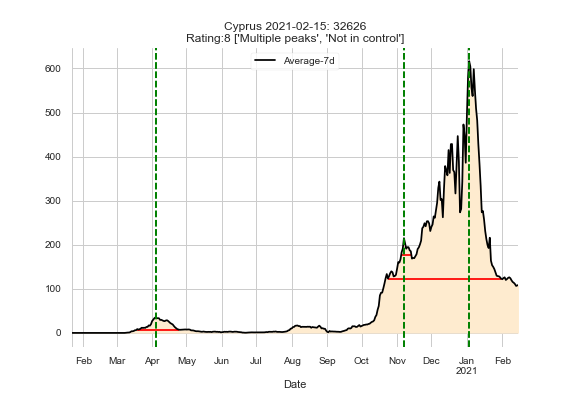 Cyprus 2021-02-15: 32626
Rating:8 ['Multiple peaks', 'Not in control']
Average-7d
600
500
400
300
200
100
0
Feb Mar Apr May Jun Jul Aug Sep Oct Nov Dec Jan Feb
2021
Date